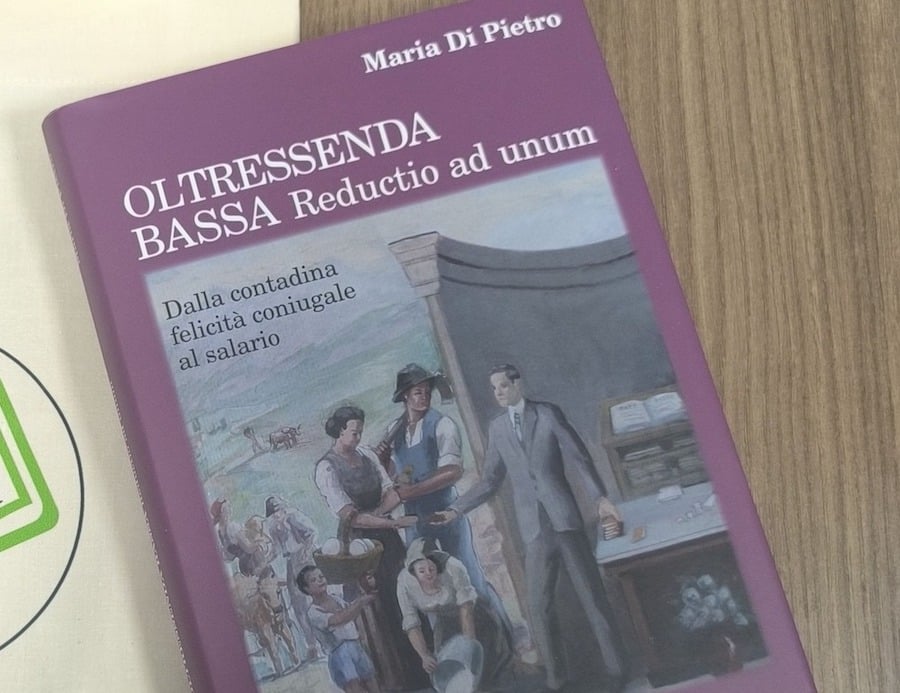 Maria Di Pietro
OLTRESSENDA
BASSA Reductio ad unum
Dalla contadina
felicità coniugale
al salario